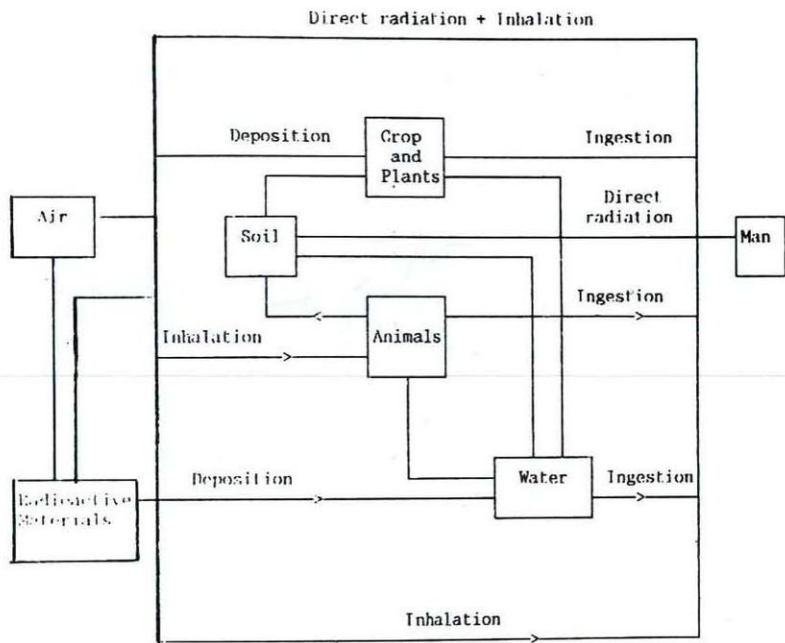 Direct radiation + Inhalation
Deposition
Crop
and
Plants
Ingestion
Direct
radiation
Air
Soil
Man
Ingestion
Inhalation
Animals
Deposition
Water
Ingestion
Radioactive
Materials
Inhalation